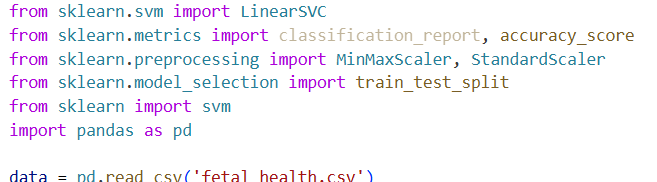 from sklearn.svm import LinearSVC
from sklearn.metrics import classification_report, accuracy_score
from sklearn.preprocessing import MinMaxScaler, StandardScaler
from sklearn.model_selection import train_test_split
from sklearn import svm
import pandas as pd
data = pd.read_csv('fetal_health.csv')